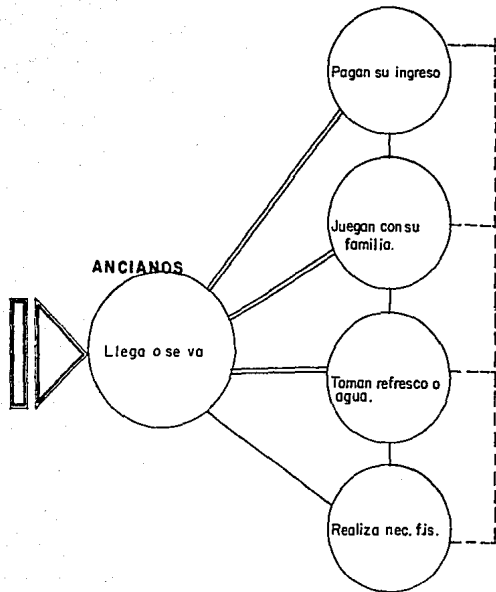 Pagan su ingreso
Juegan con su
familia.
ANCIANOS
Llega o se va
Toman refresco o
agua.
Realiza nec. fis.